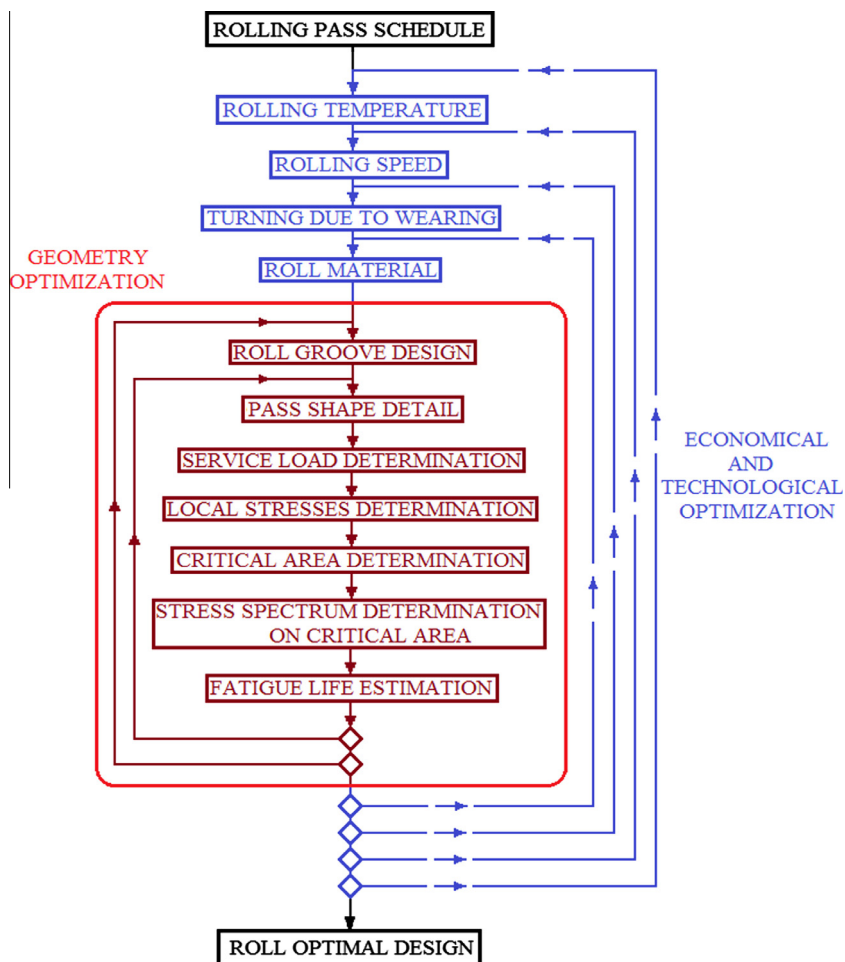 ROLLING PASS SCHEDULE
ROLLING TEMPERATURE
ROLLING SPEED
TURNING DUE TO WEARING
ROLL MATERIAL
GEOMETRY
OPTIMIZATION
ROLL GROOVE DESIGN
PASS SHAPE DETAIL
SERVICE LOAD DETERMINATION
LOCAL STRESSES DETERMINATION
CRITICAL AREA DETERMINATION
STRESS SPECTRUM DETERMINATION
ON CRITICAL AREA
FATIGUE LIFE ESTIMATION
ECONOMICAL
AND
TECHNOLOGICAL
OPTIMIZATION
ROLL OPTIMAL DESIGN